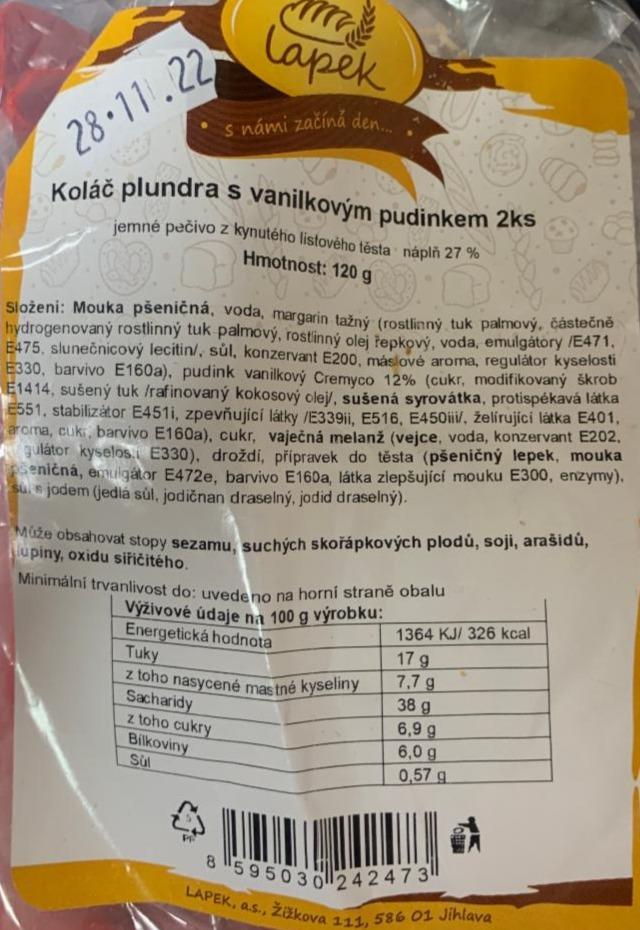 Lapek
s námi začíná den...
28.11.22
Koláč plundra s vanilkovým pudinkem 2ks
jemné pečivo z kynutého listového těsta náplň 27 %
Hmotnost: 120 g
Složení: Mouka pšeničná, voda, margarin tažný (rostlinný tuk palmový, částečně
hydrogenovaný rostlinný tuk palmový, rostlinný olej řepkový, voda, emulgátory /E471,
E475, slunečnicový lecitin/, sůl, konzervant E200, máslové aroma, regulátor kyselosti
E330, barvivo E160a), pudink vanilkový Cremyco 12% (cukr, modifikovaný škrob
E1414, sušený tuk /rafinovaný kokosový olej/, sušená syrovátka, protispékavá látka
E551, stabilizátor E451i, zpevňující látky /E339ii, E516, E450iii/, želírující látka E401,
aroma, cukr, barvivo E160a), cukr, vaječná melanž (vejce, voda, konzervant E202,
regulátor kyselosti E330), droždí, přípravek do těsta (pšeničný lepek, mouka
pšeničná, emulgátor E472e, barvivo E160a, látka zlepšující mouku E300, enzymy),
sůl s jodem (jedlá sůl, jodičnan draselný, jodid draselný).
Může obsahovat stopy sezamu, suchých skořápkových plodů, soji, arašídů,
lupiny, oxidu siřičitého.
Minimální trvanlivost do: uvedeno na horní straně obalu
Výživové údaje na 100 g výrobku:
Energetická hodnota 1364 KJ/ 326 kcal
Tuky 17 g
z toho nasycené mastné kyseliny 7,7 g
Sacharidy 38 g
z toho cukry 6,9 g
Bílkoviny 6,0 g
Sůl 0,57 g
5
PP
8 595030 242473
LAPEK, a.s., Žižkova 111, 586 01 Jihlava